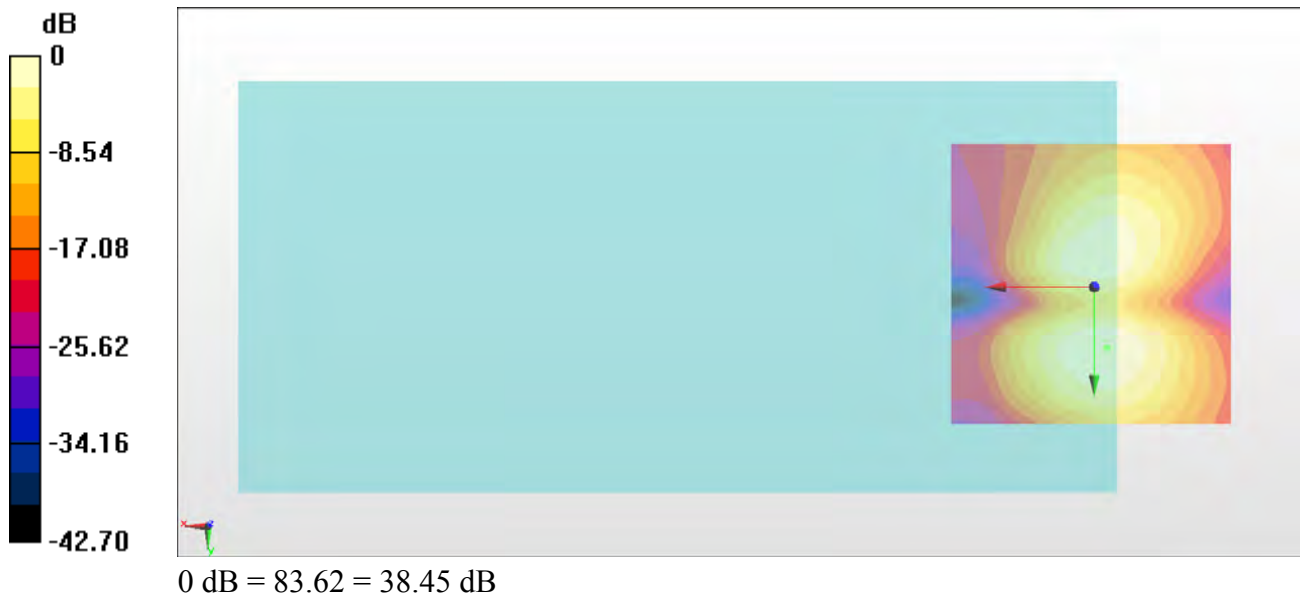 dB
0
-8.54
-17.08
-25.62
-34.16
-42.70
x
z
y
0 dB = 83.62 = 38.45 dB